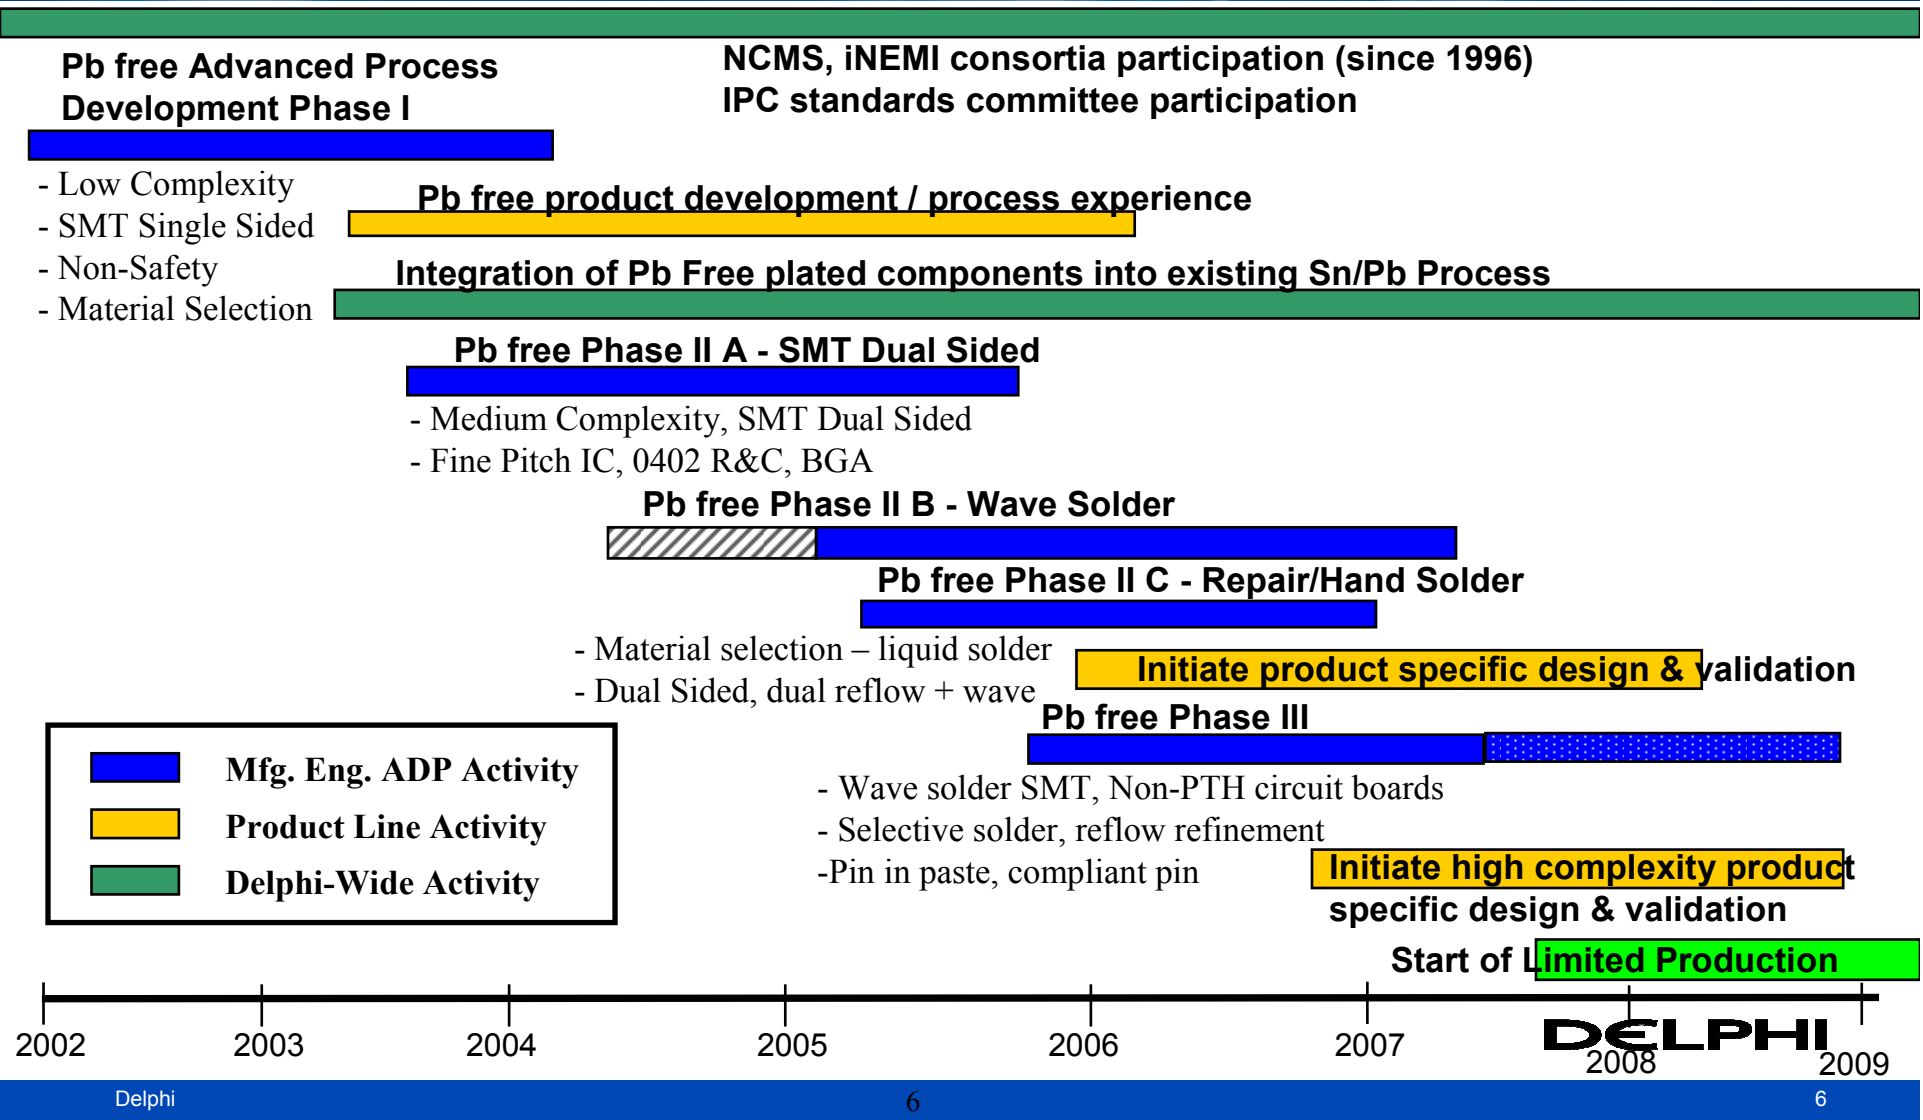 Pb free Advanced Process
Development Phase I
NCMS, iNEMI consortia participation (since 1996)
IPC standards committee participation
- Low Complexity
- SMT Single Sided
- Non-Safety
- Material Selection
Pb free product development / process experience
Integration of Pb Free plated components into existing Sn/Pb Process
Pb free Phase II A - SMT Dual Sided
- Medium Complexity, SMT Dual Sided
- Fine Pitch IC, 0402 R&C, BGA
Pb free Phase II B - Wave Solder
Pb free Phase II C - Repair/Hand Solder
- Material selection – liquid solder
- Dual Sided, dual reflow + wave
Initiate product specific design & validation
Pb free Phase III
- Wave solder SMT, Non-PTH circuit boards
- Selective solder, reflow refinement
-Pin in paste, compliant pin
Initiate high complexity product
specific design & validation
Start of Limited Production
Mfg. Eng. ADP Activity
Product Line Activity
Delphi-Wide Activity
2002 2003 2004 2005 2006 2007 2008 2009
DELPHI
Delphi 6 6